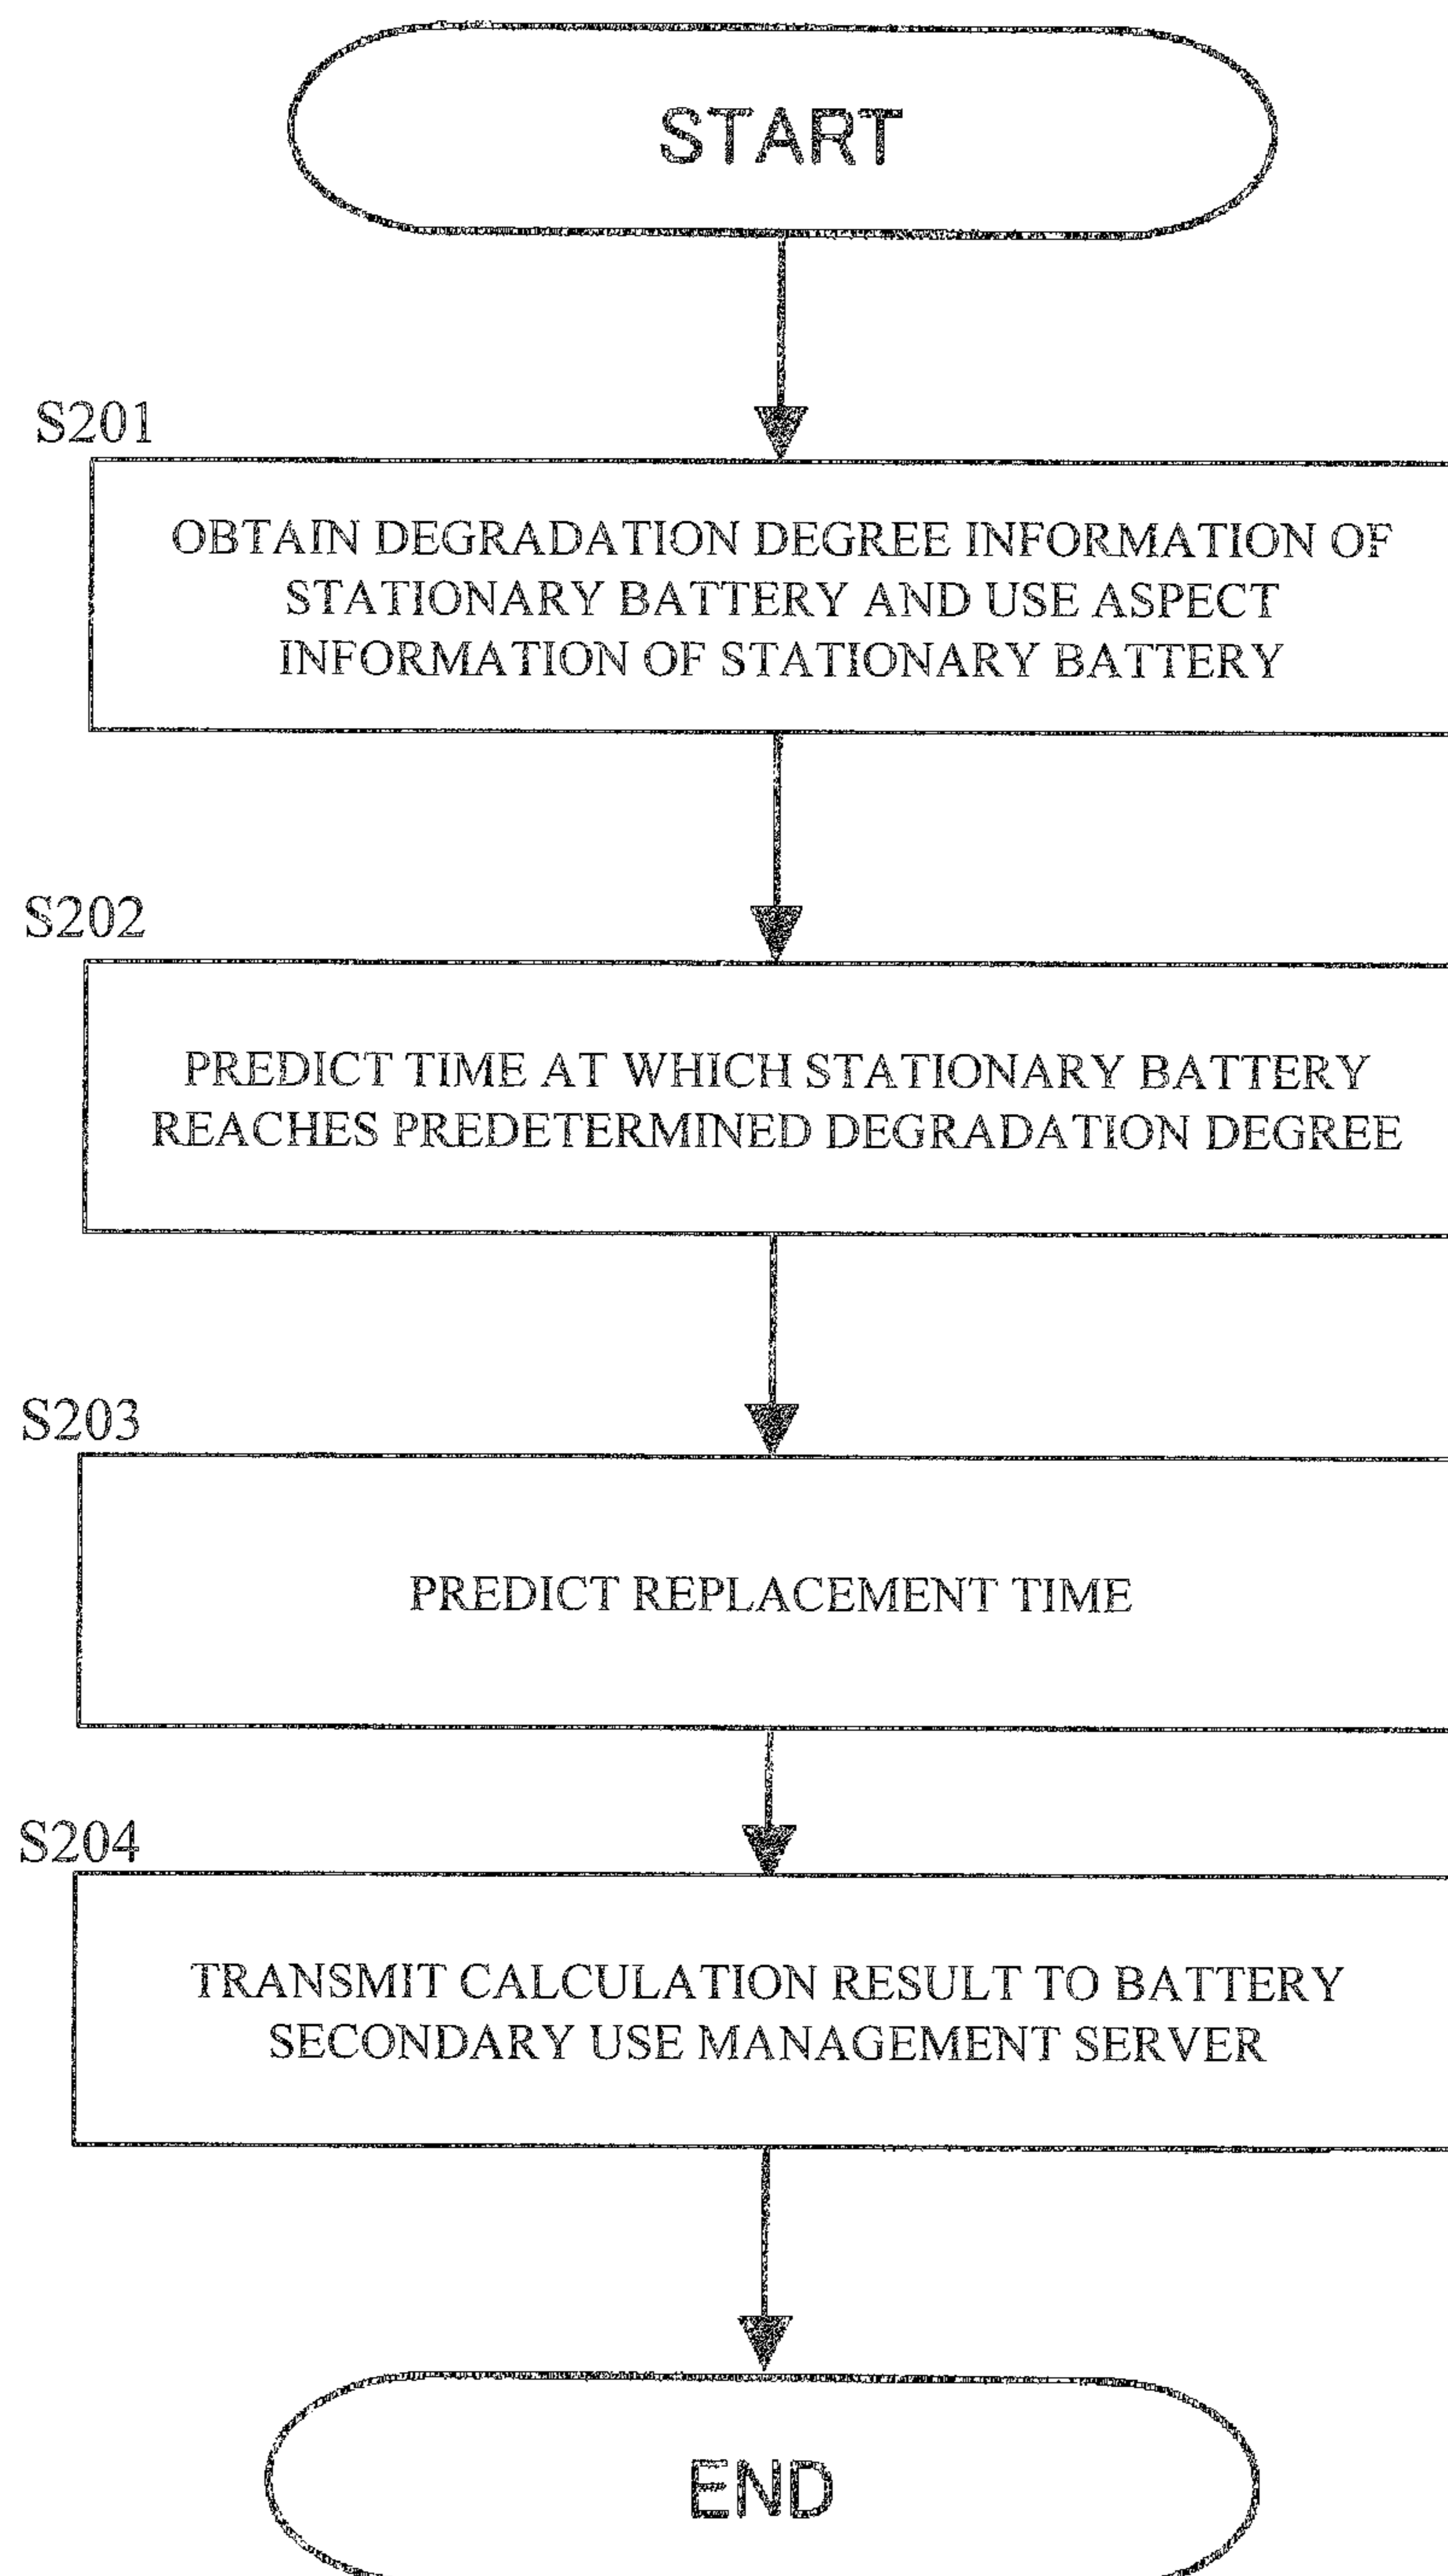 START
S201
OBTAIN DEGRADATION DEGREE INFORMATION OF
STATIONARY BATTERY AND USE ASPECT
INFORMATION OF STATIONARY BATTERY
S202
PREDICT TIME AT WHICH STATIONARY BATTERY
REACHES PREDETERMINED DEGRADATION DEGREE
S203
PREDICT REPLACEMENT TIME
S204
TRANSMIT CALCULATION RESULT TO BATTERY
SECONDARY USE MANAGEMENT SERVER
END